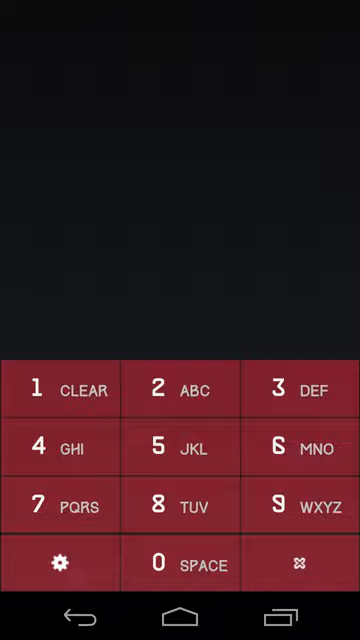 1 CLEAR 2 ABC 3 DEF
4 GHI 5 JKL 6 MNO
7 PQRS 8 TUV 9 WXYZ
0 SPACE